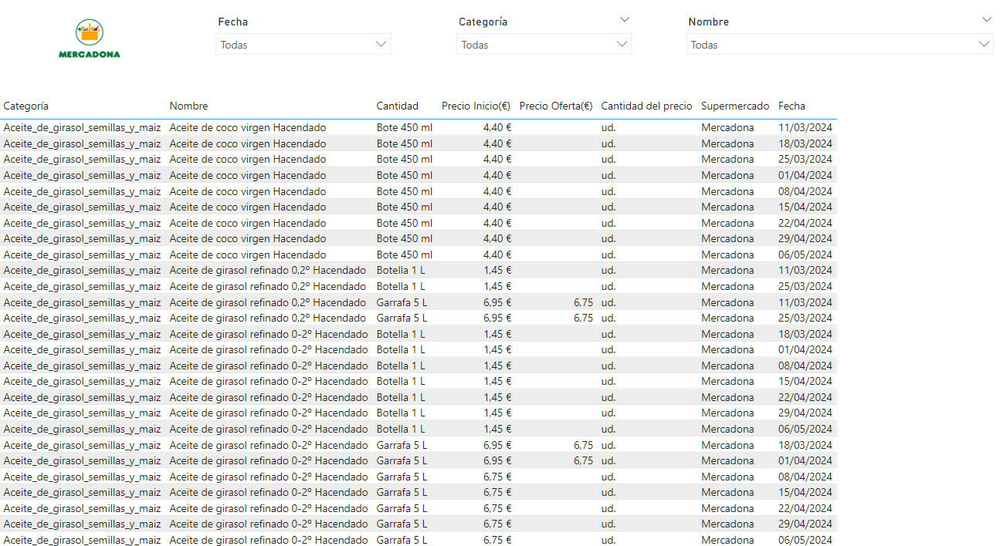 MERCADONA
Fecha
Todas
Categoría
Todas
Nombre
Todas
Categoría Nombre Cantidad Precio Inicio(€) Precio Oferta(€) Cantidad del precio Supermercado Fecha
Aceite_de_girasol_semillas_y_maiz Aceite de coco virgen Hacendado Bote 450 ml 4,40 € ud. Mercadona 11/03/2024
Aceite_de_girasol_semillas_y_maiz Aceite de coco virgen Hacendado Bote 450 ml 4,40 € ud. Mercadona 18/03/2024
Aceite_de_girasol_semillas_y_maiz Aceite de coco virgen Hacendado Bote 450 ml 4,40 € ud. Mercadona 25/03/2024
Aceite_de_girasol_semillas_y_maiz Aceite de coco virgen Hacendado Bote 450 ml 4,40 € ud. Mercadona 01/04/2024
Aceite_de_girasol_semillas_y_maiz Aceite de coco virgen Hacendado Bote 450 ml 4,40 € ud. Mercadona 08/04/2024
Aceite_de_girasol_semillas_y_maiz Aceite de coco virgen Hacendado Bote 450 ml 4,40 € ud. Mercadona 15/04/2024
Aceite_de_girasol_semillas_y_maiz Aceite de coco virgen Hacendado Bote 450 ml 4,40 € ud. Mercadona 22/04/2024
Aceite_de_girasol_semillas_y_maiz Aceite de coco virgen Hacendado Bote 450 ml 4,40 € ud. Mercadona 29/04/2024
Aceite_de_girasol_semillas_y_maiz Aceite de coco virgen Hacendado Bote 450 ml 4,40 € ud. Mercadona 06/05/2024
Aceite_de_girasol_semillas_y_maiz Aceite de girasol refinado 0,2º Hacendado Botella 1 L 1,45 € ud. Mercadona 11/03/2024
Aceite_de_girasol_semillas_y_maiz Aceite de girasol refinado 0,2º Hacendado Botella 1 L 1,45 € ud. Mercadona 25/03/2024
Aceite_de_girasol_semillas_y_maiz Aceite de girasol refinado 0,2º Hacendado Garrafa 5 L 6,95 € 6,75 ud. Mercadona 11/03/2024
Aceite_de_girasol_semillas_y_maiz Aceite de girasol refinado 0,2º Hacendado Garrafa 5 L 6,95 € 6,75 ud. Mercadona 25/03/2024
Aceite_de_girasol_semillas_y_maiz Aceite de girasol refinado 0-2º Hacendado Botella 1 L 1,45 € ud. Mercadona 18/03/2024
Aceite_de_girasol_semillas_y_maiz Aceite de girasol refinado 0-2º Hacendado Botella 1 L 1,45 € ud. Mercadona 01/04/2024
Aceite_de_girasol_semillas_y_maiz Aceite de girasol refinado 0-2º Hacendado Botella 1 L 1,45 € ud. Mercadona 08/04/2024
Aceite_de_girasol_semillas_y_maiz Aceite de girasol refinado 0-2º Hacendado Botella 1 L 1,45 € ud. Mercadona 15/04/2024
Aceite_de_girasol_semillas_y_maiz Aceite de girasol refinado 0-2º Hacendado Botella 1 L 1,45 € ud. Mercadona 22/04/2024
Aceite_de_girasol_semillas_y_maiz Aceite de girasol refinado 0-2º Hacendado Botella 1 L 1,45 € ud. Mercadona 29/04/2024
Aceite_de_girasol_semillas_y_maiz Aceite de girasol refinado 0-2º Hacendado Botella 1 L 1,45 € ud. Mercadona 06/05/2024
Aceite_de_girasol_semillas_y_maiz Aceite de girasol refinado 0-2º Hacendado Garrafa 5 L 6,95 € 6,75 ud. Mercadona 18/03/2024
Aceite_de_girasol_semillas_y_maiz Aceite de girasol refinado 0-2º Hacendado Garrafa 5 L 6,95 € 6,75 ud. Mercadona 01/04/2024
Aceite_de_girasol_semillas_y_maiz Aceite de girasol refinado 0-2º Hacendado Garrafa 5 L 6,75 € ud. Mercadona 08/04/2024
Aceite_de_girasol_semillas_y_maiz Aceite de girasol refinado 0-2º Hacendado Garrafa 5 L 6,75 € ud. Mercadona 15/04/2024
Aceite_de_girasol_semillas_y_maiz Aceite de girasol refinado 0-2º Hacendado Garrafa 5 L 6,75 € ud. Mercadona 22/04/2024
Aceite_de_girasol_semillas_y_maiz Aceite de girasol refinado 0-2º Hacendado Garrafa 5 L 6,75 € ud. Mercadona 29/04/2024
Aceite_de_girasol_semillas_y_maiz Aceite de girasol refinado 0-2º Hacendado Garrafa 5 L 6,75 € ud. Mercadona 06/05/2024